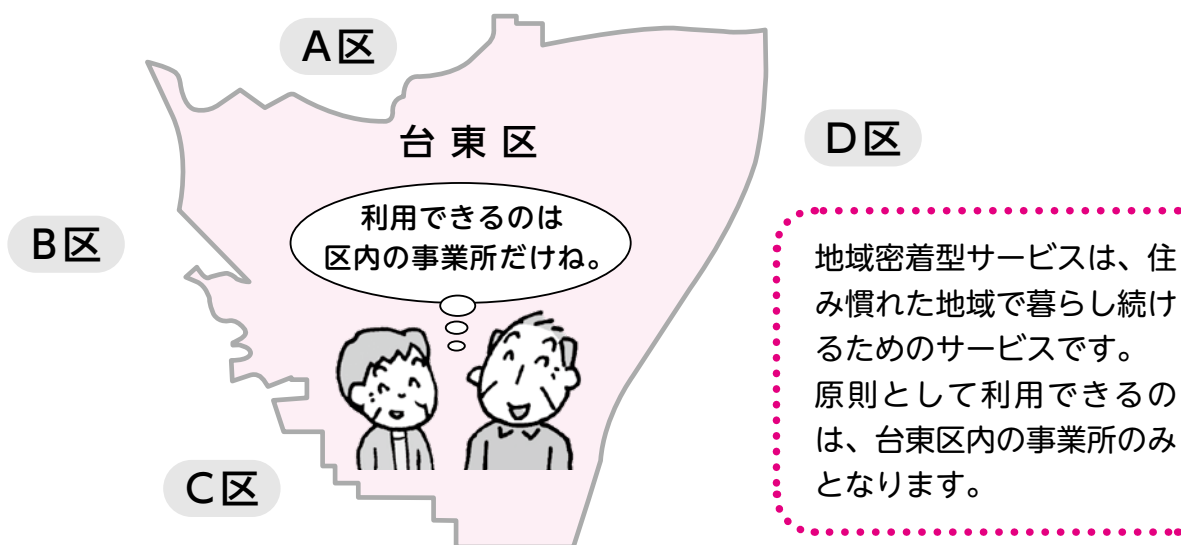 A区
台東区
D区
利用できるのは
区内の事業所だけね。
B区
地域密着型サービスは、住
み慣れた地域で暮らし続け
るためのサービスです。
原則として利用できるの
は、台東区内の事業所のみ
となります。
C区